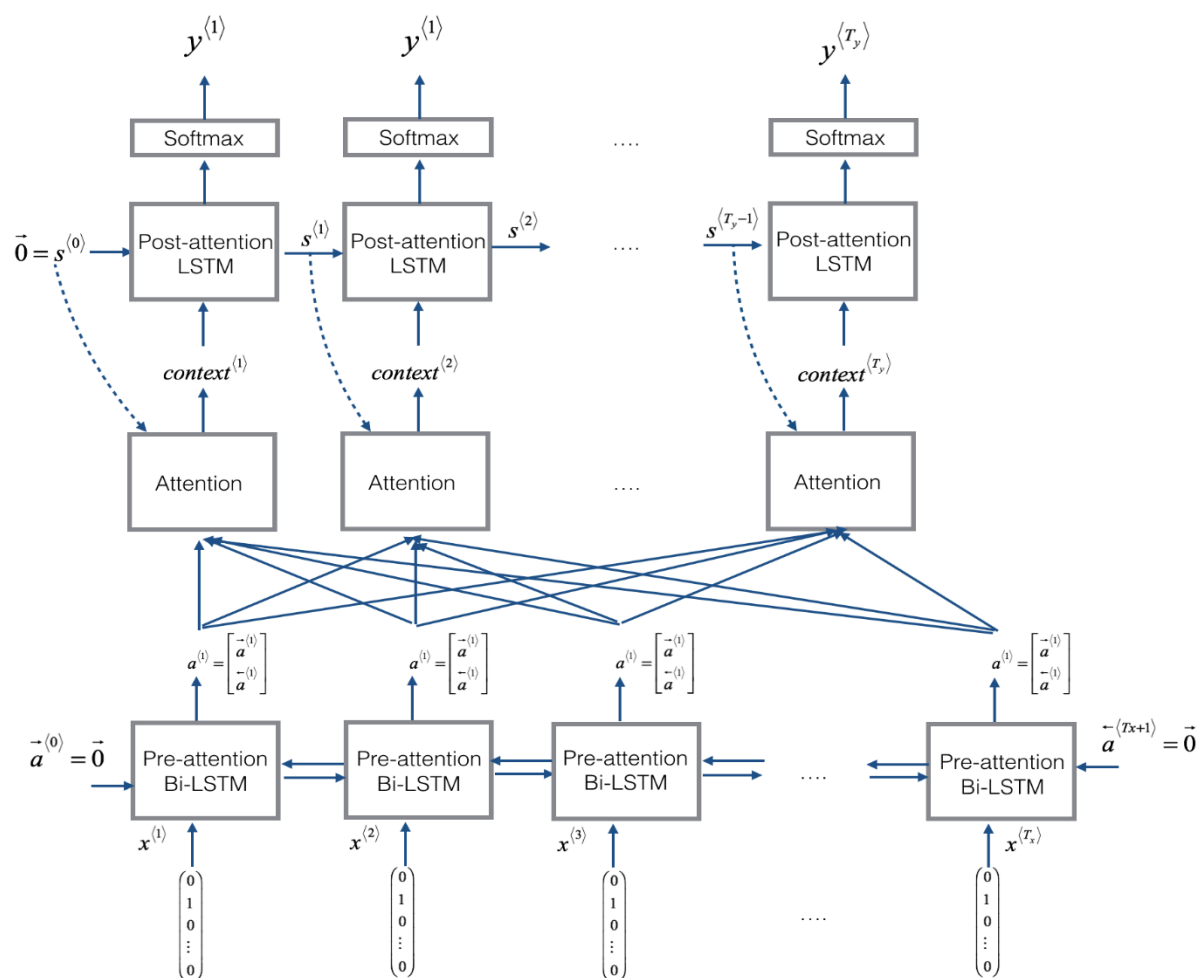 y⟨1⟩ y⟨1⟩ y⟨T_y⟩
Softmax Softmax .... Softmax
s⟨1⟩ s⟨2⟩ s⟨T_y−1⟩
0⃗ = s⟨0⟩ Post-attention LSTM Post-attention LSTM .... Post-attention LSTM
context⟨1⟩ context⟨2⟩ context⟨T_y⟩
Attention Attention .... Attention
a⟨1⟩ = [a⃗⟨1⟩ a⃖⟨1⟩] a⟨1⟩ = [a⃗⟨1⟩ a⃖⟨1⟩] a⟨1⟩ = [a⃗⟨1⟩ a⃖⟨1⟩] a⟨1⟩ = [a⃗⟨1⟩ a⃖⟨1⟩]
a⃗⟨0⟩ = 0⃗ Pre-attention Bi-LSTM Pre-attention Bi-LSTM Pre-attention Bi-LSTM .... Pre-attention Bi-LSTM a⃖⟨Tx+1⟩ = 0⃗
x⟨1⟩ x⟨2⟩ x⟨3⟩ x⟨T_x⟩
(0 1 0 ⋮ 0) (0 1 0 ⋮ 0) (0 1 0 ⋮ 0) .... (0 1 0 ⋮ 0)